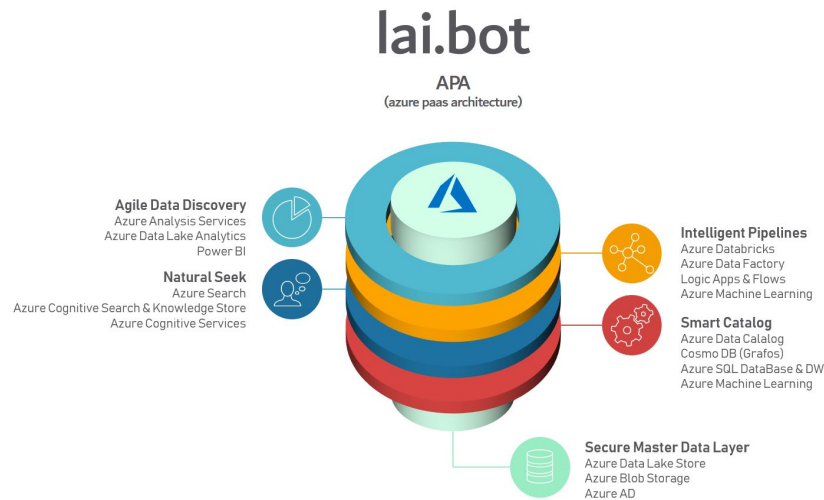 lai.bot
APA
(azure paas architecture)
Agile Data Discovery
Azure Analysis Services
Azure Data Lake Analytics
Power BI
Natural Seek
Azure Search
Azure Cognitive Search & Knowledge Store
Azure Cognitive Services
Intelligent Pipelines
Azure Databricks
Azure Data Factory
Logic Apps & Flows
Azure Machine Learning
Smart Catalog
Azure Data Calalog
Cosmo DB (Grafos)
Azure SQL DataBase & DW
Azure Machine Learning
Secure Master Data Layer
Azure Data Lake Store
Azure Blob Storage
Azure AD